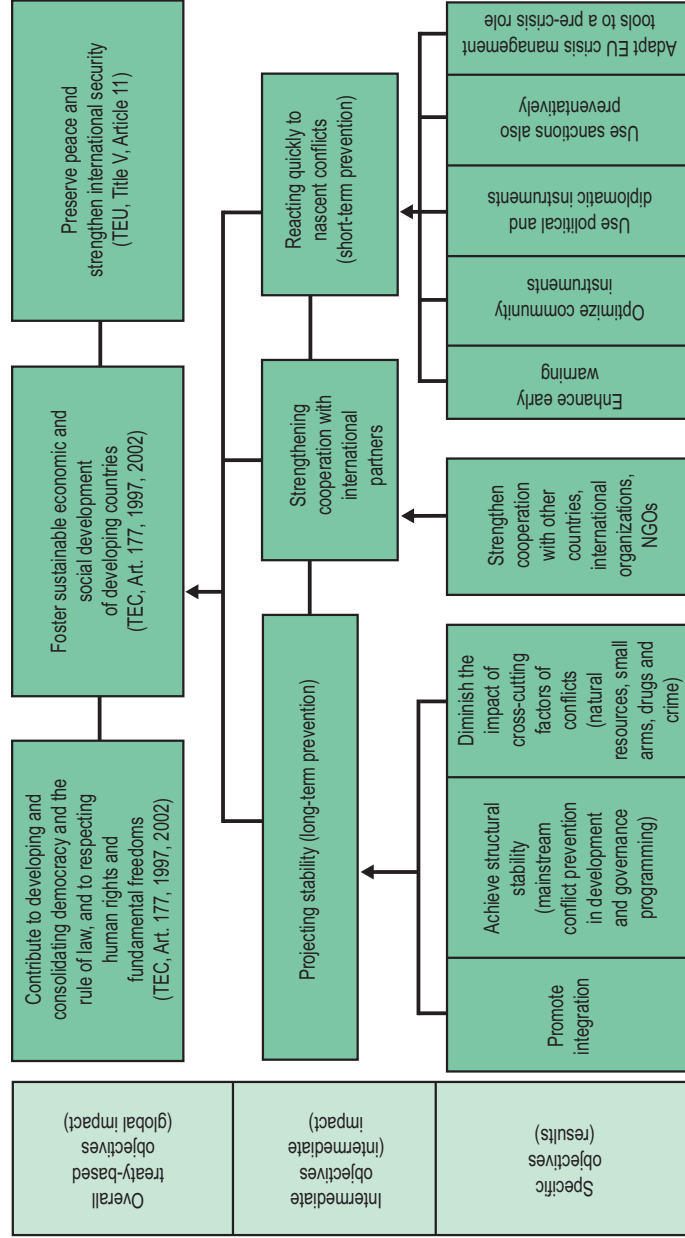 Overall
treaty-based
objectives
(global impact)
Contribute to developing and
consolidating democracy and the
rule of law, and to respecting
human rights and
fundamental freedoms
(TEC, Art. 177, 1997, 2002)
Foster sustainable economic and
social development
of developing countries
(TEC, Art. 177, 1997, 2002)
Preserve peace and
strengthen international security
(TEU, Title V, Article 11)
Intermediate
objectives
(intermediate
impact)
Projecting stability (long-term prevention)
Strengthening
cooperation with
international
partners
Reacting quickly to
nascent conflicts
(short-term prevention)
Specific
objectives
(results)
Promote
integration
Achieve structural
stability
(mainstream
conflict prevention
in development
and governance
programming)
Diminish the
impact of
cross-cutting
factors of
conflicts
(natural
resources, small
arms, drugs and
crime)
Strengthen
cooperation
with other
countries,
international
organizations,
NGOs
Enhance early
warning
Optimize community
instruments
Use political and
diplomatic instruments
Use sanctions also
preventatively
Adapt EU crisis management
tools to a pre-crisis role